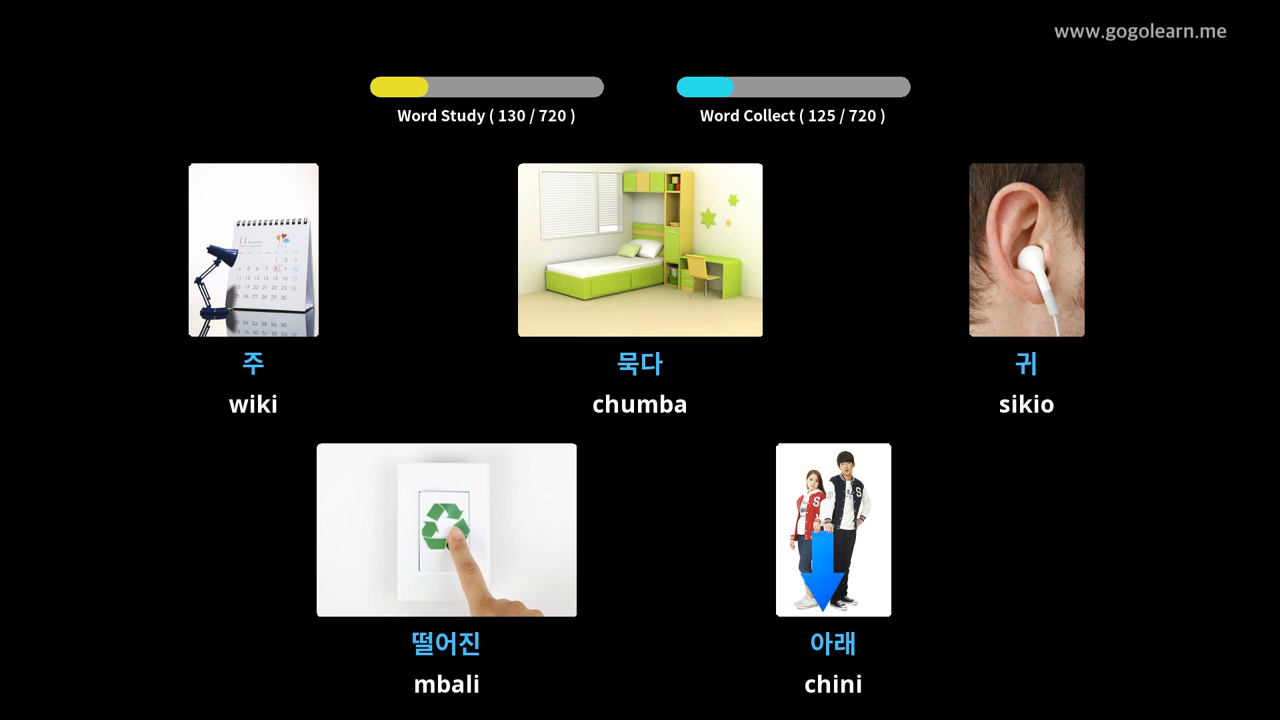 www.gogolearn.me
Word Study ( 130 / 720 )
Word Collect ( 125 / 720 )
주
wiki
묵다
chumba
귀
sikio
떨어진
mbali
아래
chini